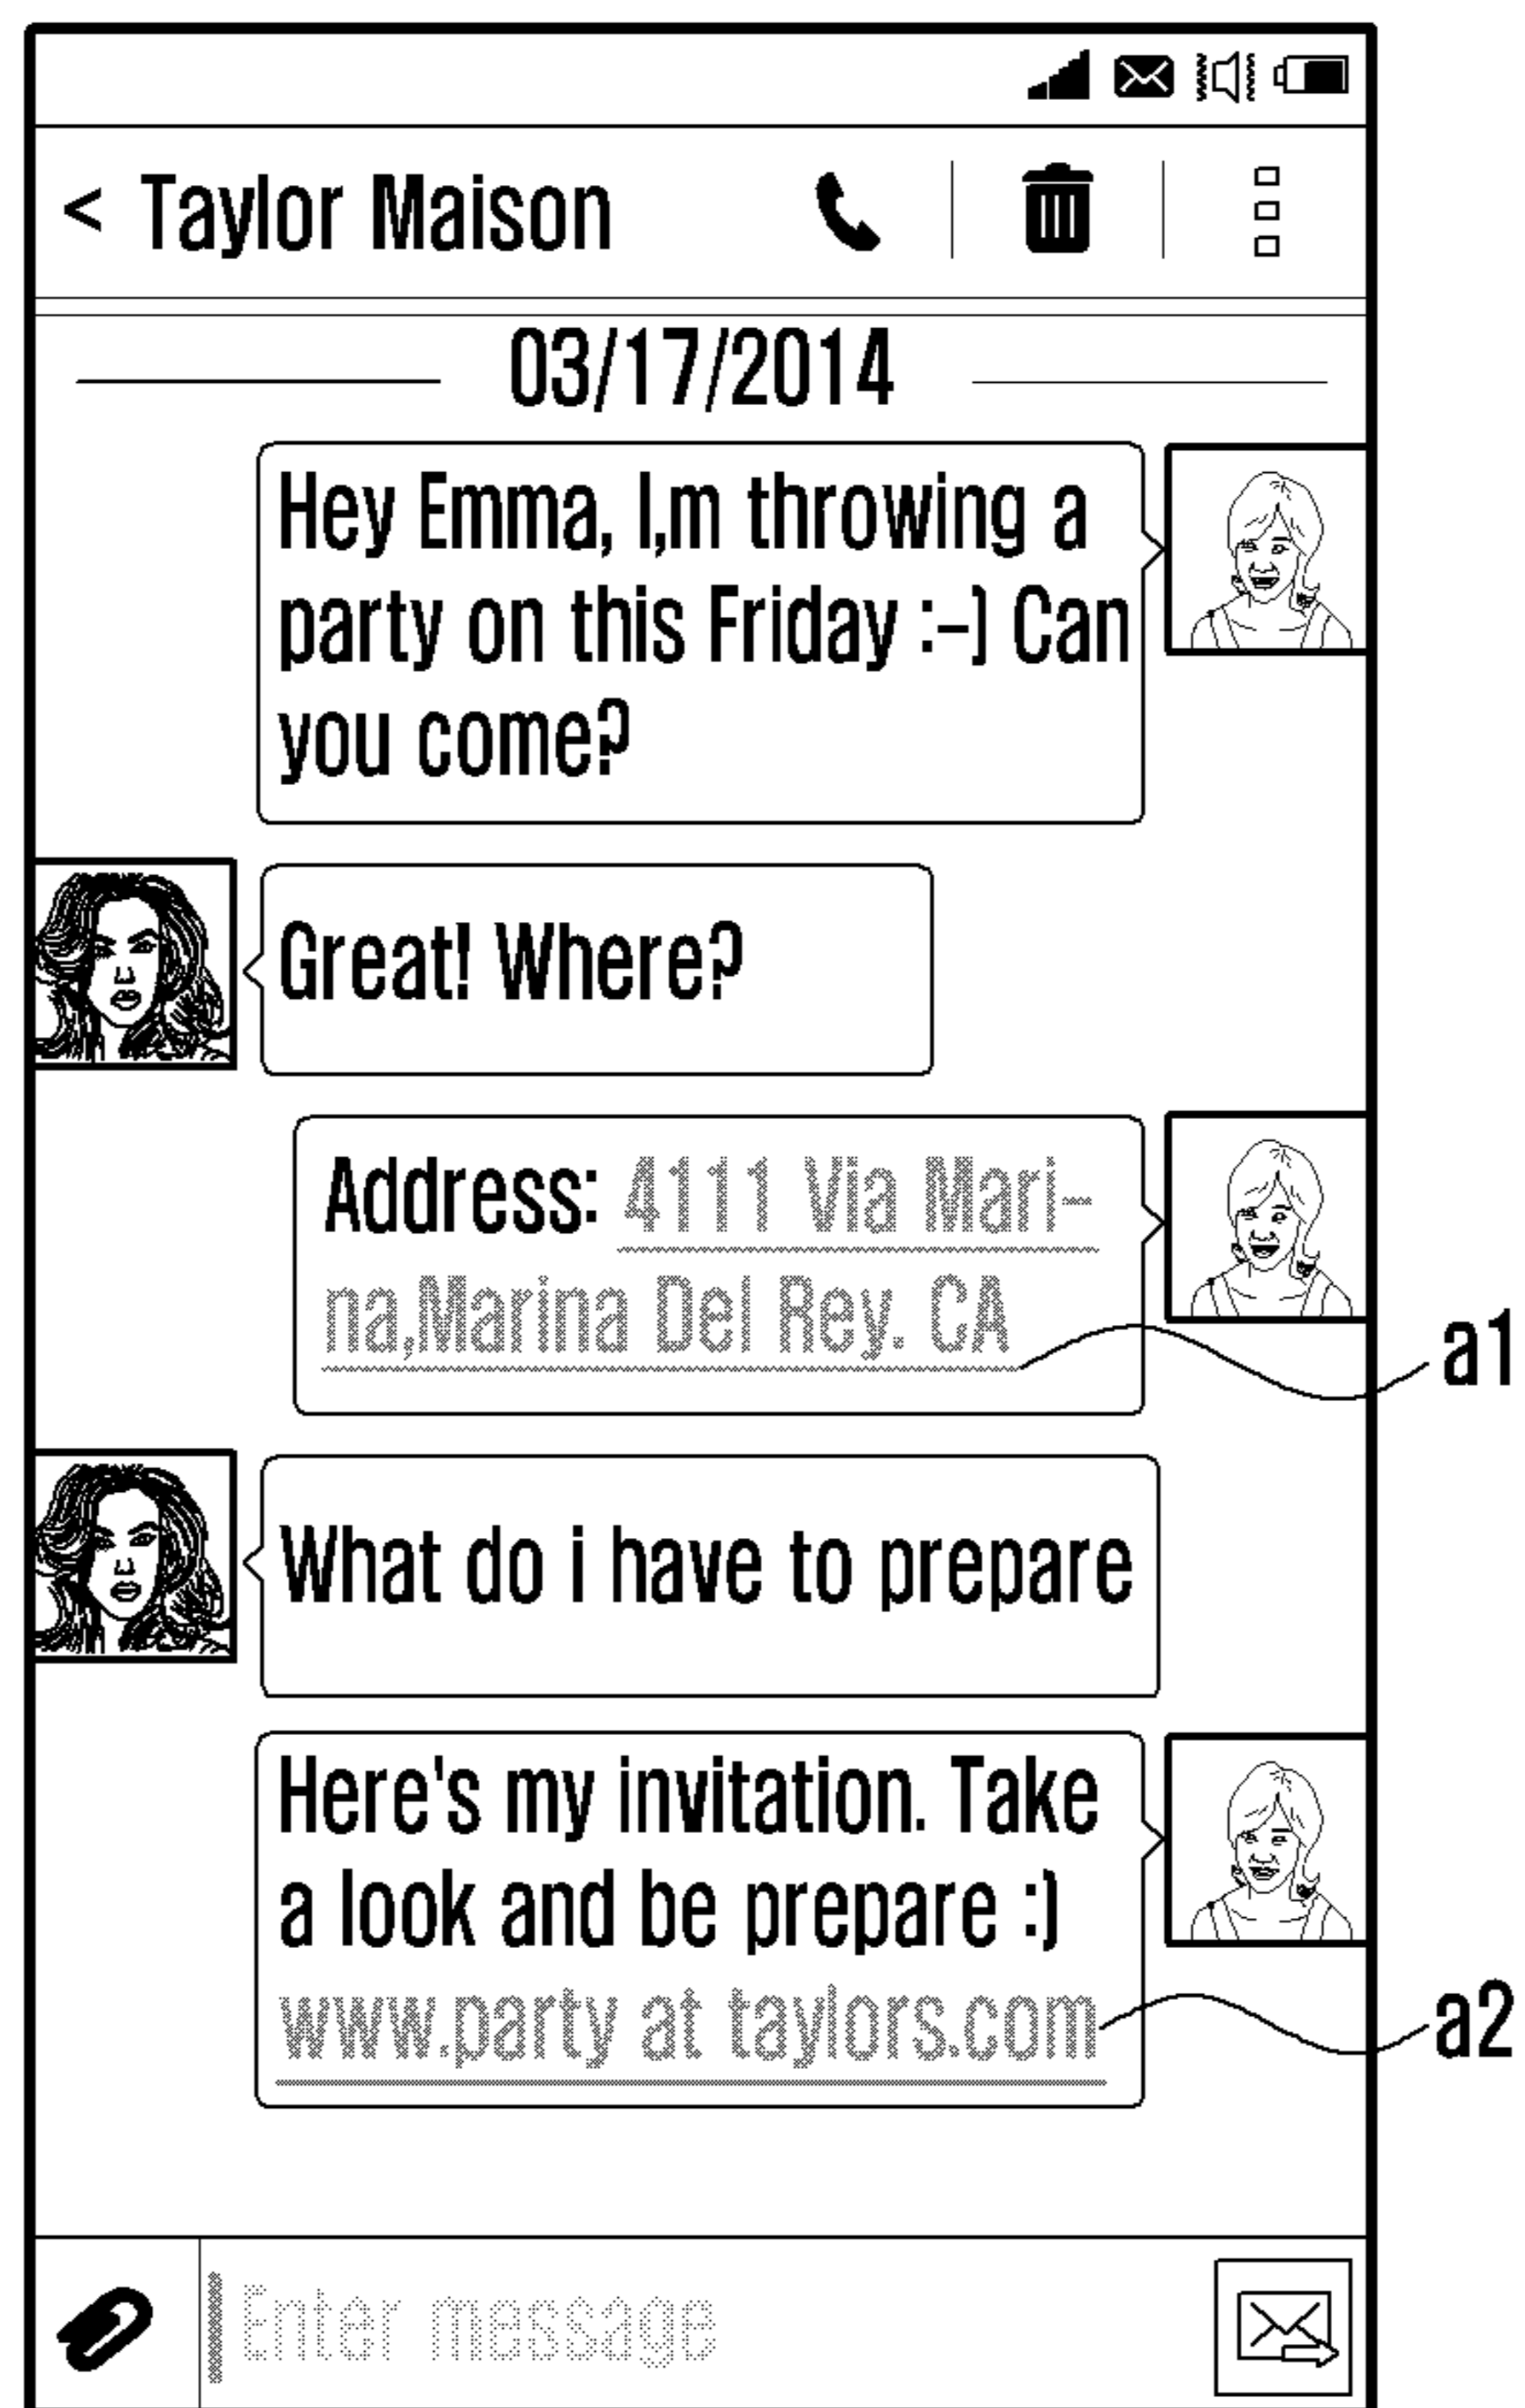 < Taylor Maison
03/17/2014
Hey Emma, I,m throwing a
party on this Friday :-) Can
you come?
Great! Where?
Address: 4111 Via Mari-
na,Marina Del Rey. CA
a1
What do i have to prepare
Here's my invitation. Take
a look and be prepare :)
www.party at taylors.com
a2
Enter message